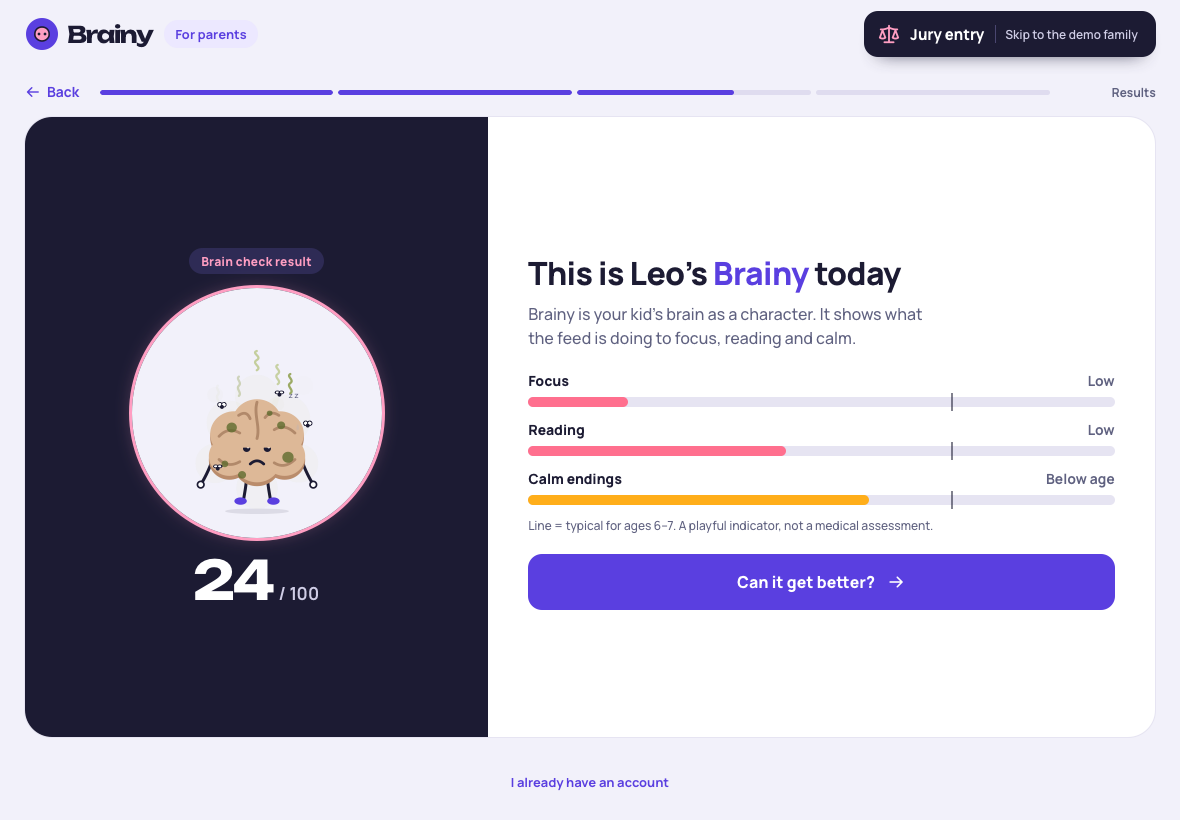 Brainy
For parents
Jury entry
Skip to the demo family
Back
Results
Brain check result
z z
24 / 100
This is Leo’s Brainy today
Brainy is your kid’s brain as a character. It shows what
the feed is doing to focus, reading and calm.
Focus
Low
Reading
Low
Calm endings
Below age
Line = typical for ages 6–7. A playful indicator, not a medical assessment.
Can it get better?
I already have an account